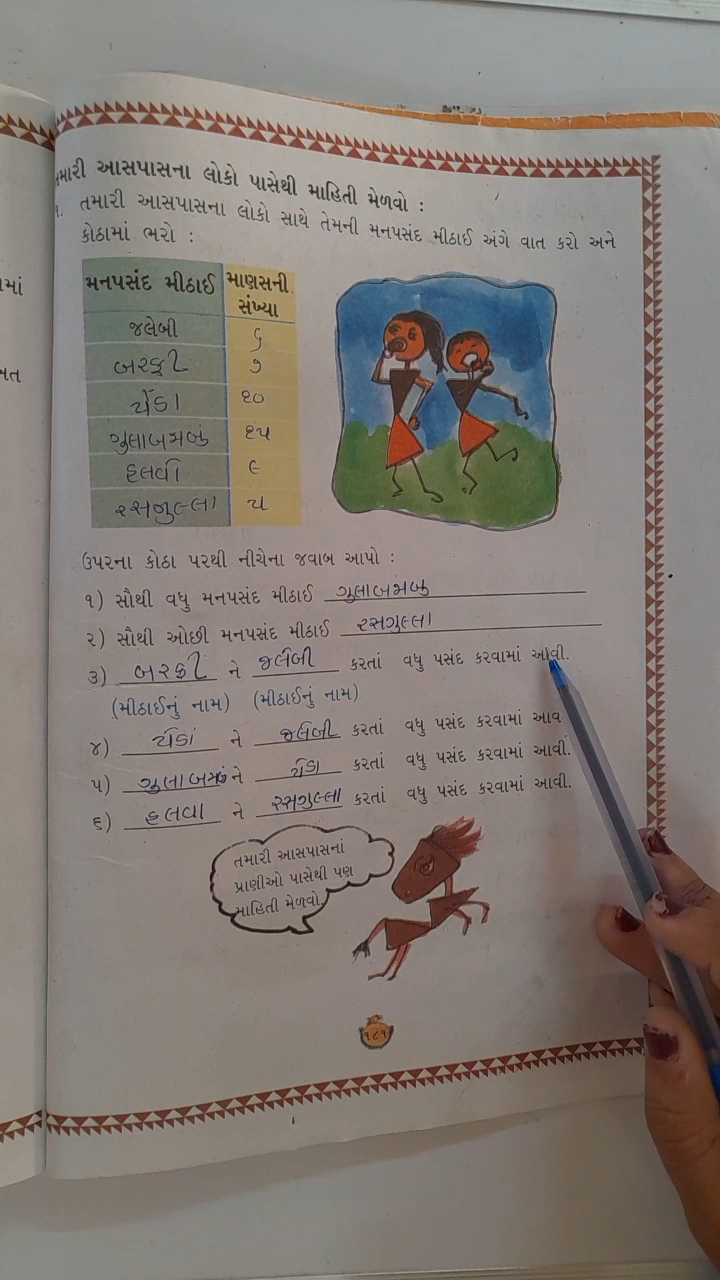 તમારી આસપાસના લોકો પાસેથી માહિતી મેળવો :
૧. તમારી આસપાસના લોકો સાથે તેમની મનપસંદ મીઠાઈ અંગે વાત કરો અને
કોઠામાં ભરો :
મનપસંદ મીઠાઈ માણસની સંખ્યા
જલેબી ૬
બરફી ૭
પેંડા ૧૦
ગુલાબજાબું ૧૫
હલવો ૯
રસગુલ્લા ૫
ઉપરના કોઠા પરથી નીચેના જવાબ આપો :
૧) સૌથી વધુ મનપસંદ મીઠાઈ ગુલાબજાબુ
૨) સૌથી ઓછી મનપસંદ મીઠાઈ રસગુલ્લા
૩) બરફી ને જલેબી કરતાં વધુ પસંદ કરવામાં આવી.
(મીઠાઈનું નામ) (મીઠાઈનું નામ)
૪) પેંડા ને જલેબી કરતાં વધુ પસંદ કરવામાં આવ
૫) ગુલાબજાબું ને પેંડા કરતાં વધુ પસંદ કરવામાં આવી.
૬) હલવા ને રસગુલ્લા કરતાં વધુ પસંદ કરવામાં આવી.
તમારી આસપાસનાં
પ્રાણીઓ પાસેથી પણ
માહિતી મેળવો.
૧૮૧